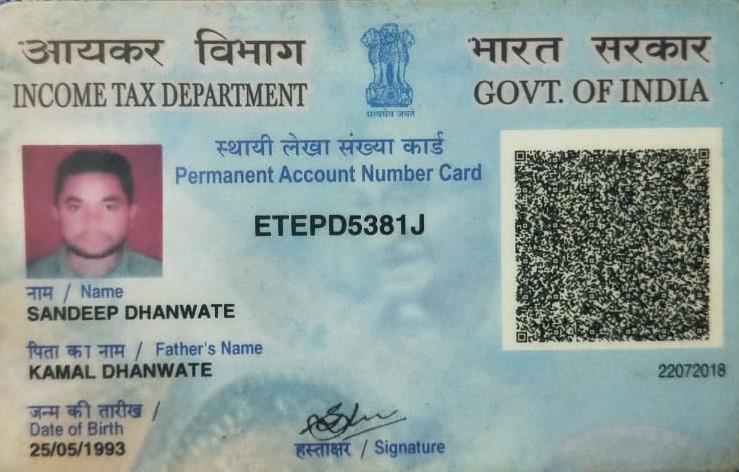 आयकर विभाग
INCOME TAX DEPARTMENT
सत्यमेव जयते
भारत सरकार
GOVT. OF INDIA
स्थायी लेखा संख्या कार्ड
Permanent Account Number Card
ETEPD5381J
नाम / Name
SANDEEP DHANWATE
पिता का नाम / Father's Name
KAMAL DHANWATE
जन्म की तारीख /
Date of Birth
25/05/1993
हस्ताक्षर / Signature
22072018